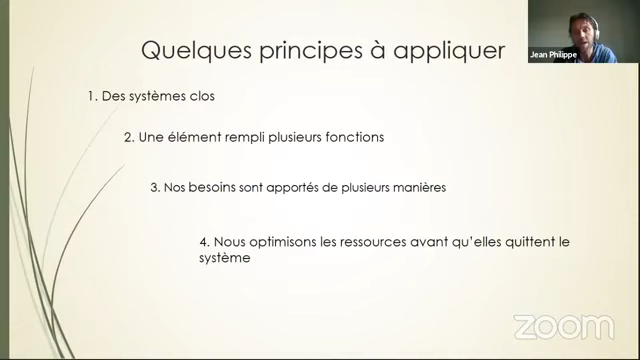 Quelques principes à appliquer
Jean Philippe
1. Des systèmes clos
2. Une élément rempli plusieurs fonctions
3. Nos besoins sont apportés de plusieurs manières
4. Nous optimisons les ressources avant qu'elles quittent le
système
zoom